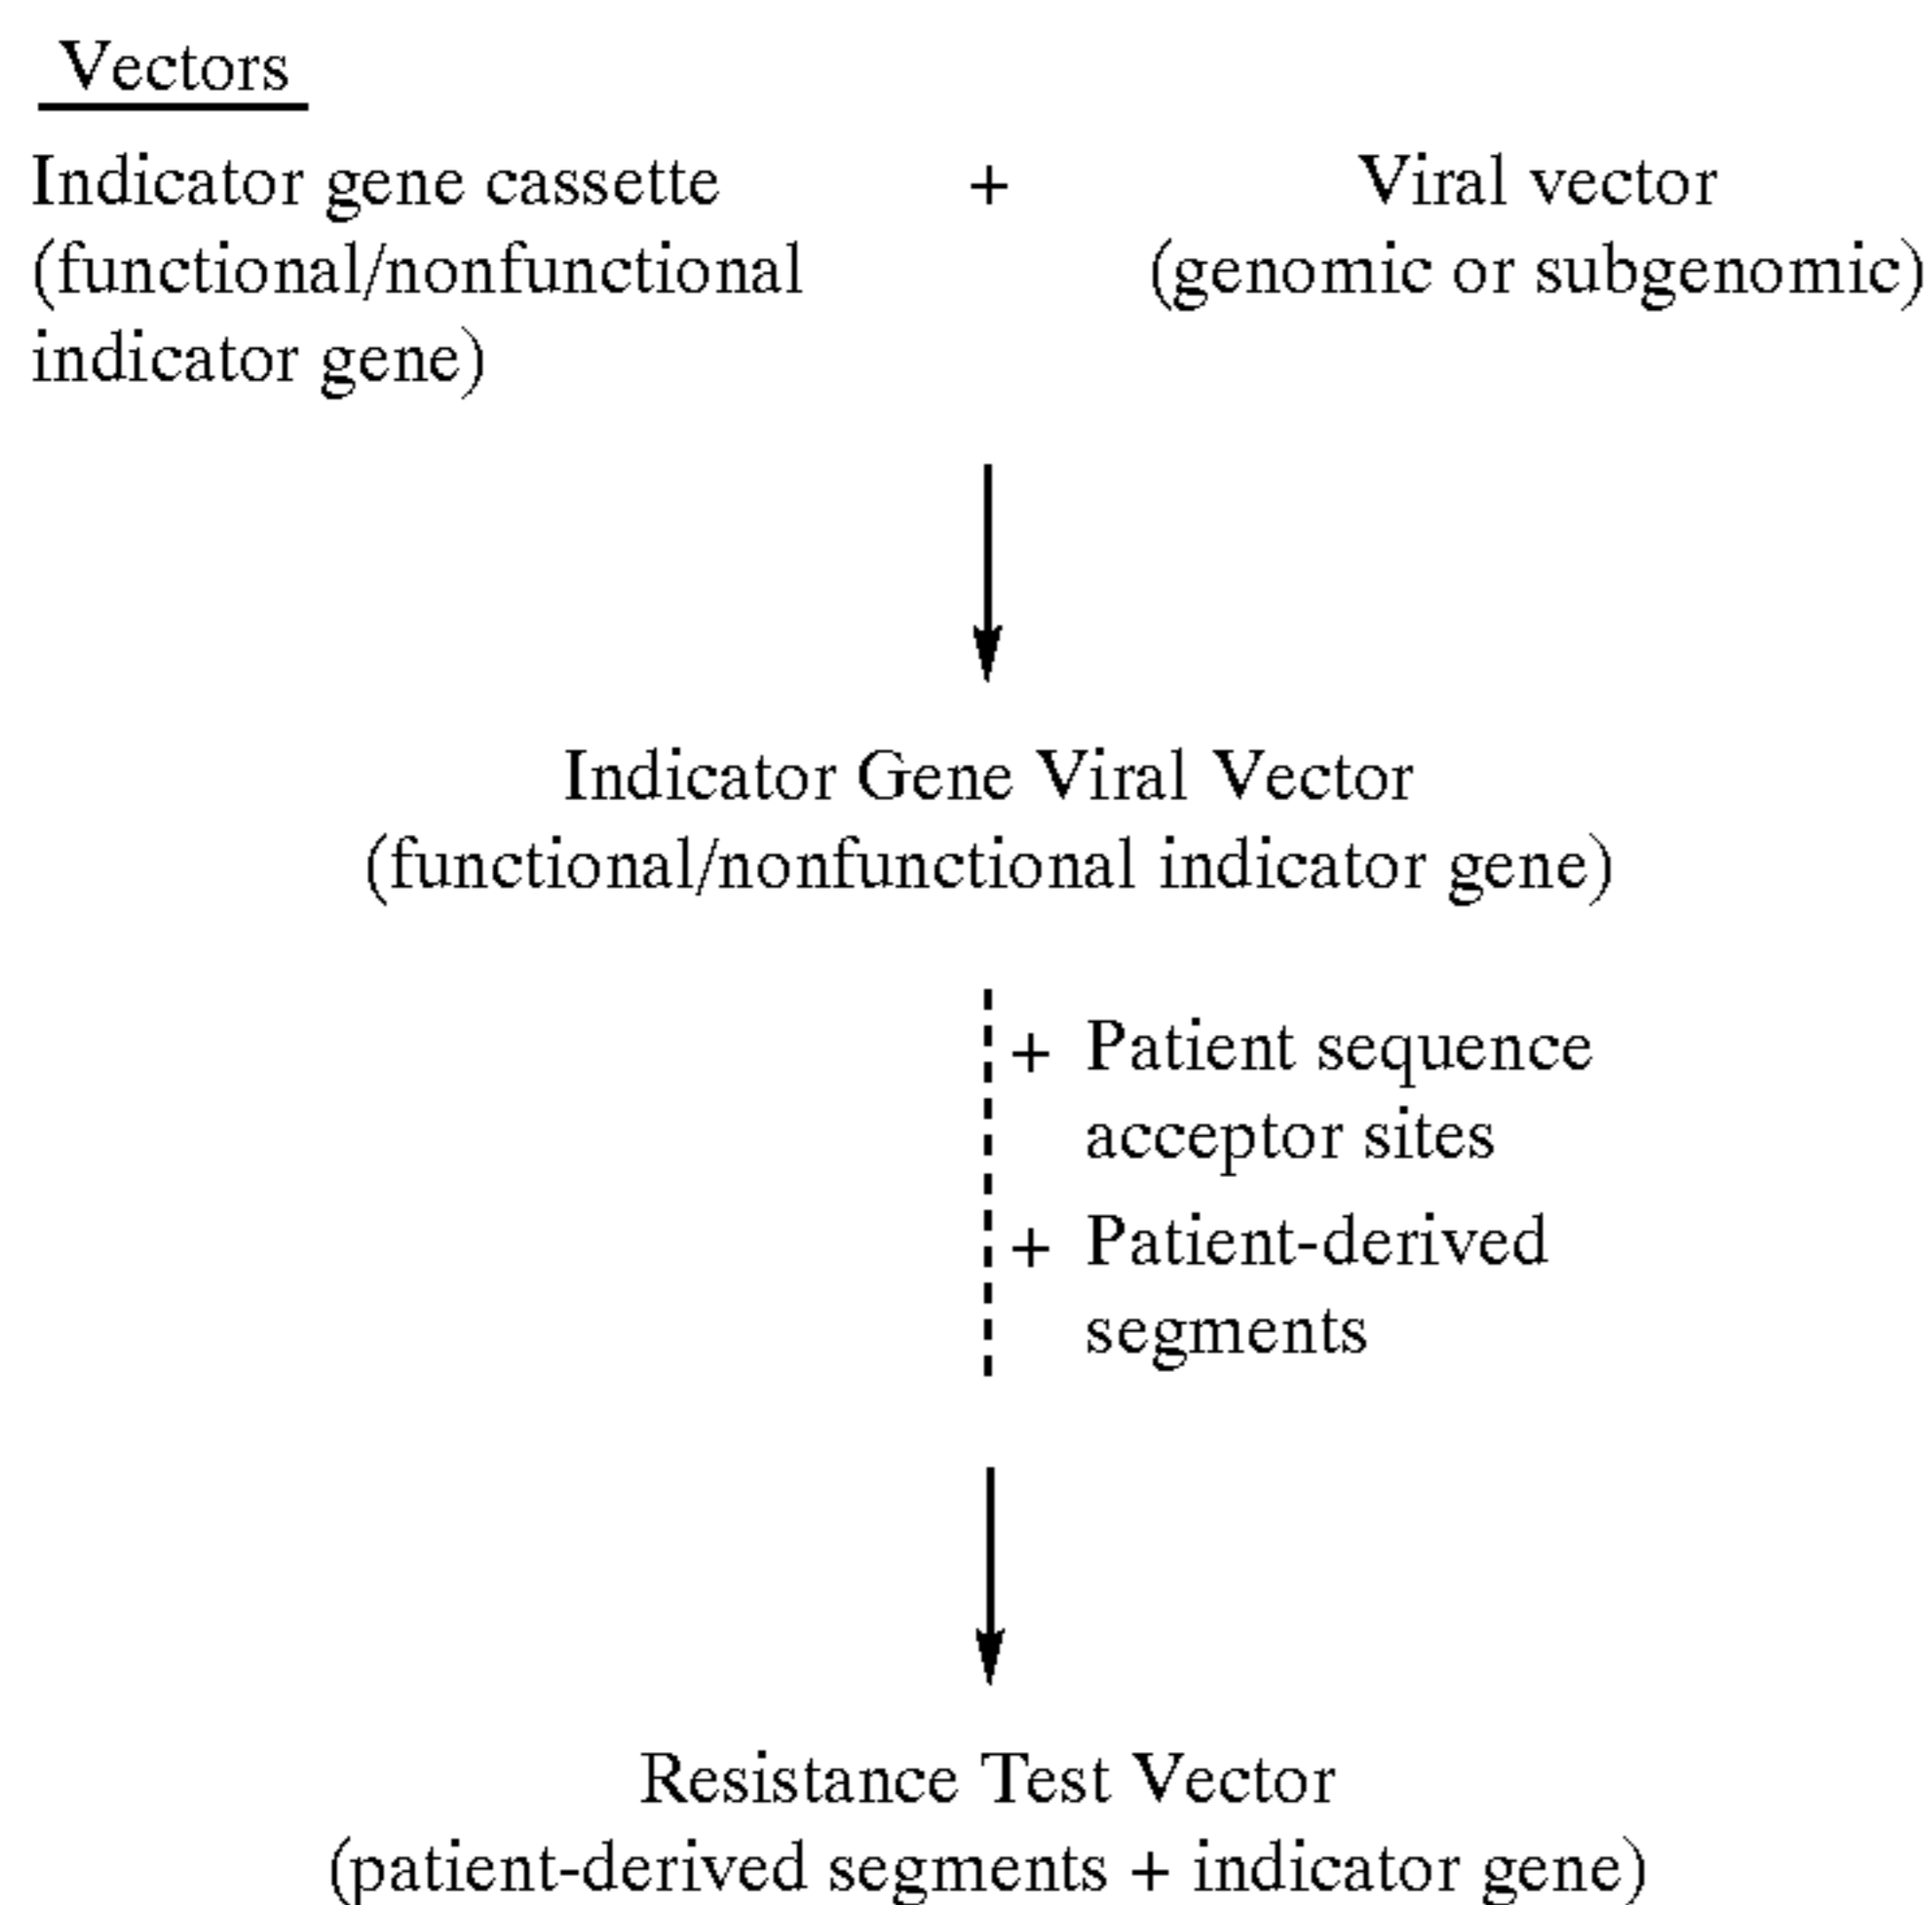 Vectors
Indicator gene cassette + Viral vector
(functional/nonfunctional (genomic or subgenomic)
indicator gene)
Indicator Gene Viral Vector
(functional/nonfunctional indicator gene)
+ Patient sequence
acceptor sites
+ Patient-derived
segments
Resistance Test Vector
(patient-derived segments + indicator gene)